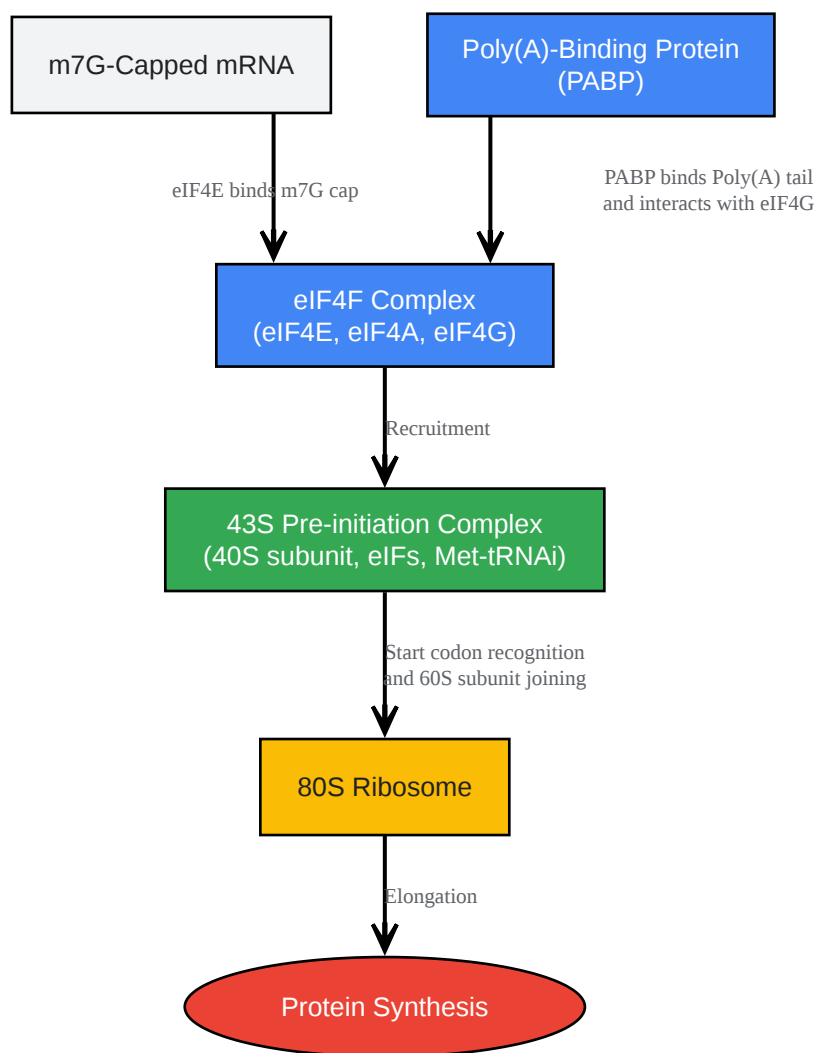 m7G-Capped mRNA
Poly(A)-Binding Protein
(PABP)
eIF4E binds m7G cap
PABP binds Poly(A) tail
and interacts with eIF4G
eIF4F Complex
(eIF4E, eIF4A, eIF4G)
Recruitment
43S Pre-initiation Complex
(40S subunit, eIFs, Met-tRNAi)
Start codon recognition
and 60S subunit joining
80S Ribosome
Elongation
Protein Synthesis